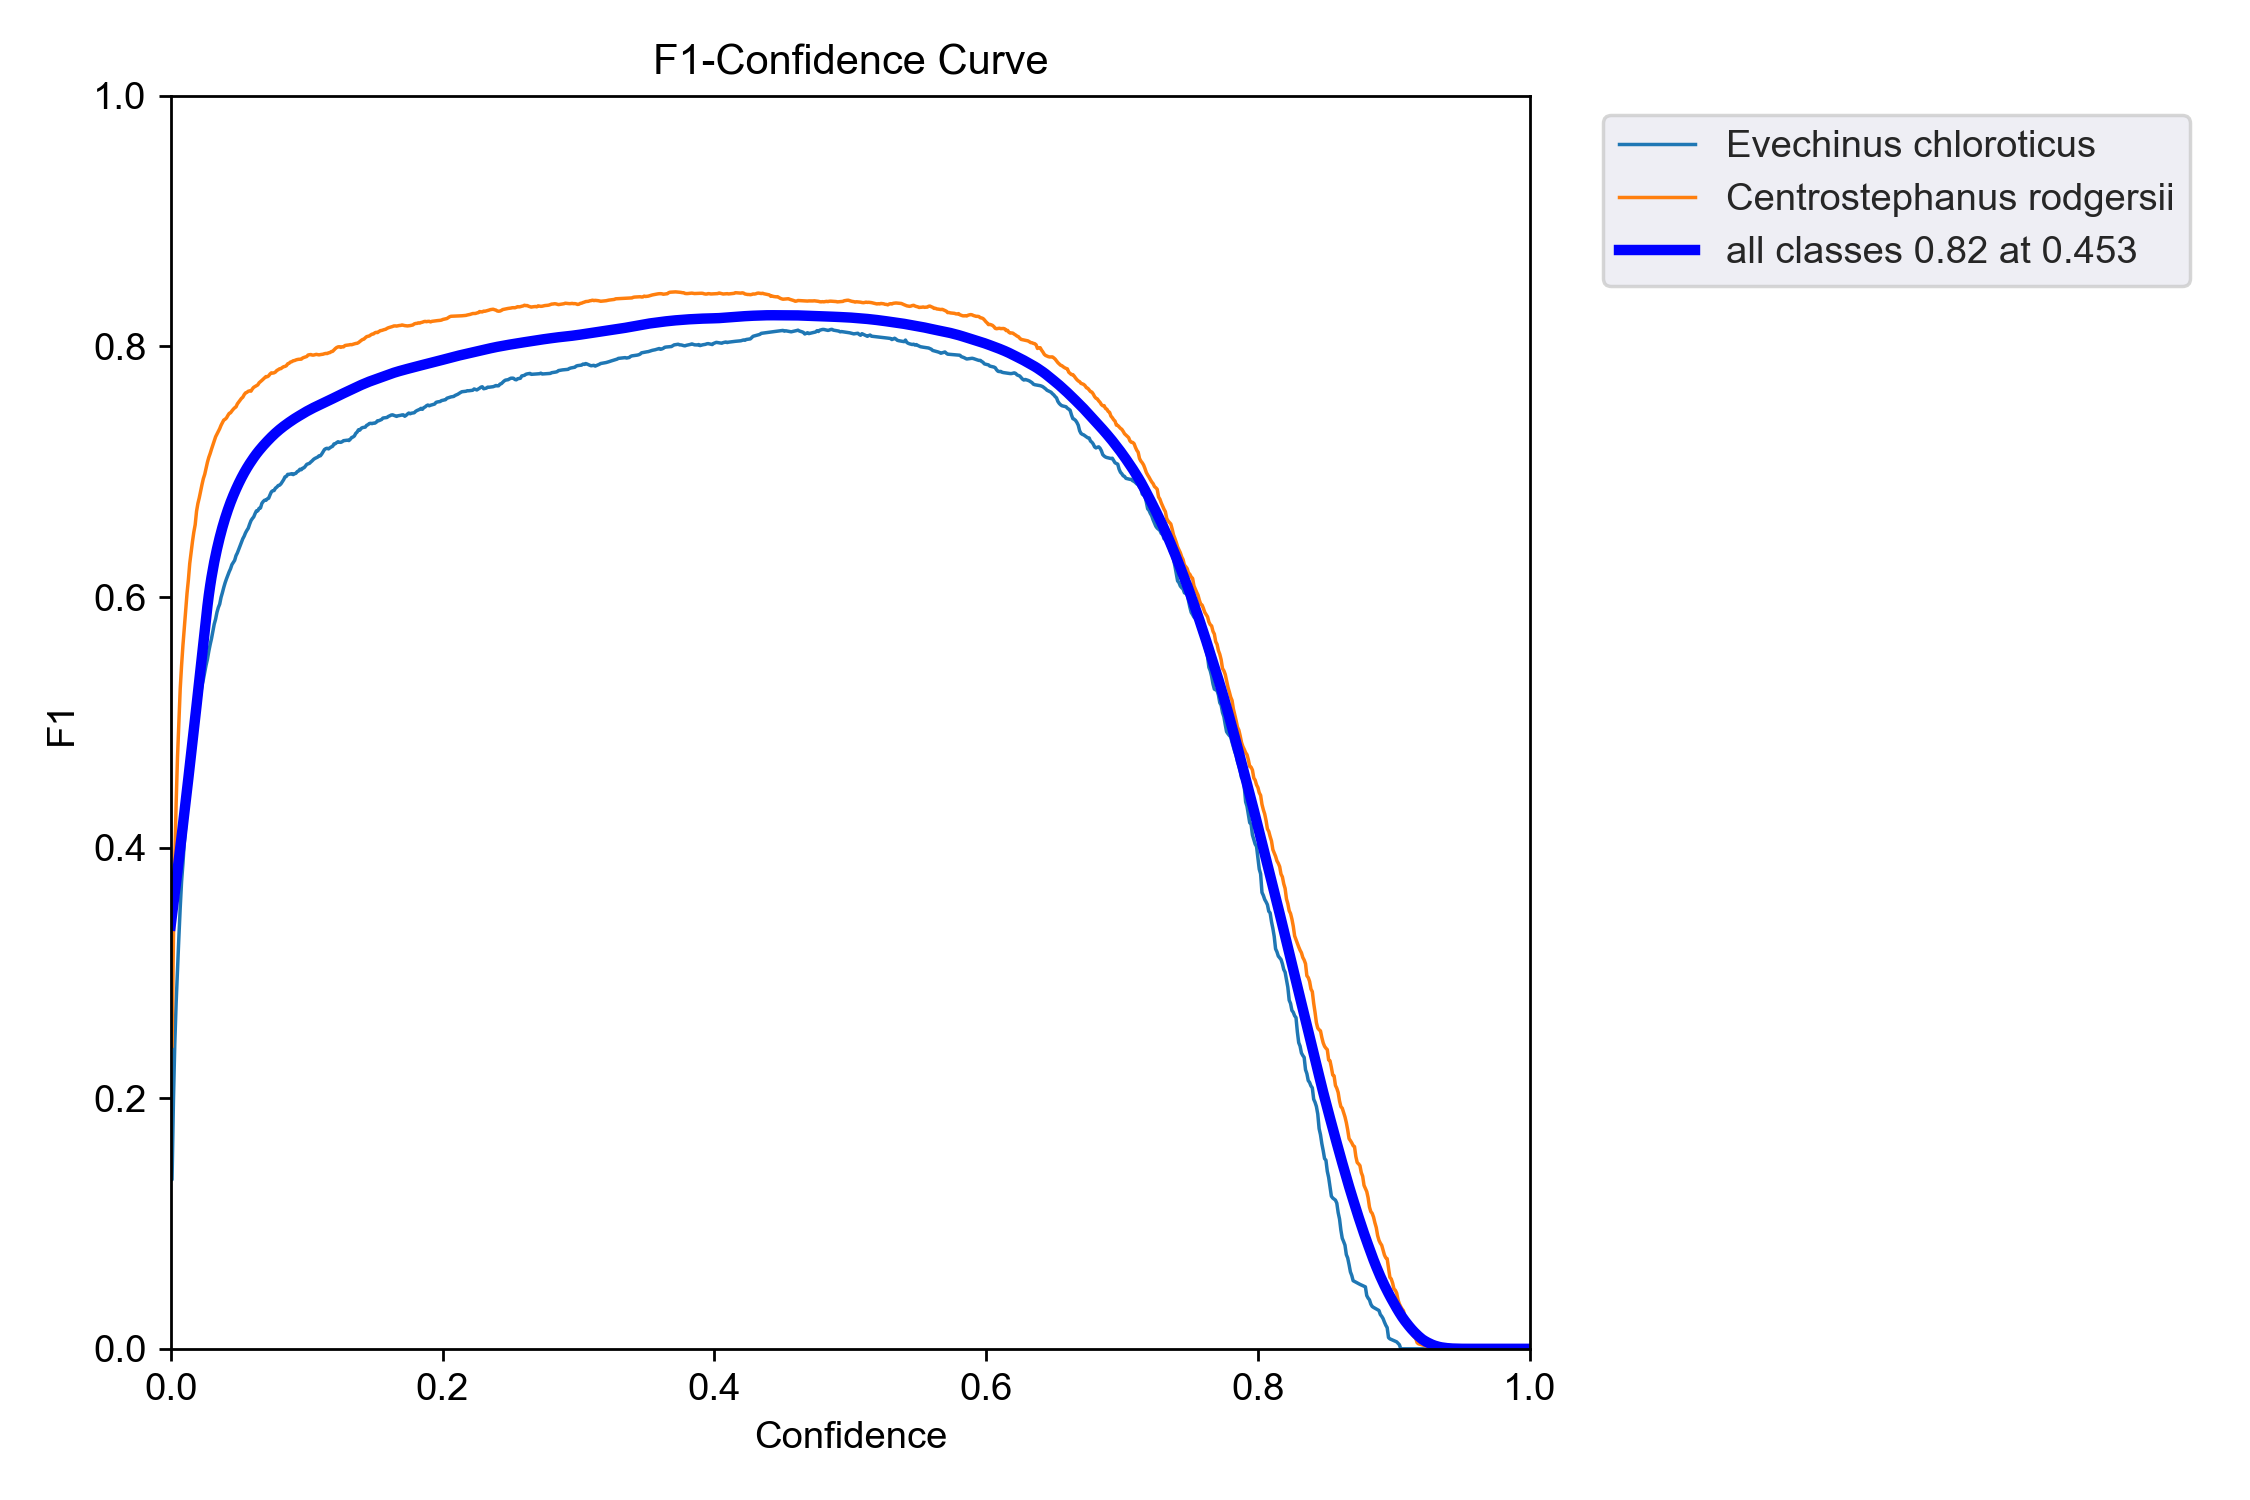 F1-Confidence Curve
1.0
0.8
0.6
0.4
0.2
0.0
F1
0.0 0.2 0.4 0.6 0.8 1.0
Confidence
Evechinus chloroticus
Centrostephanus rodgersii
all classes 0.82 at 0.453